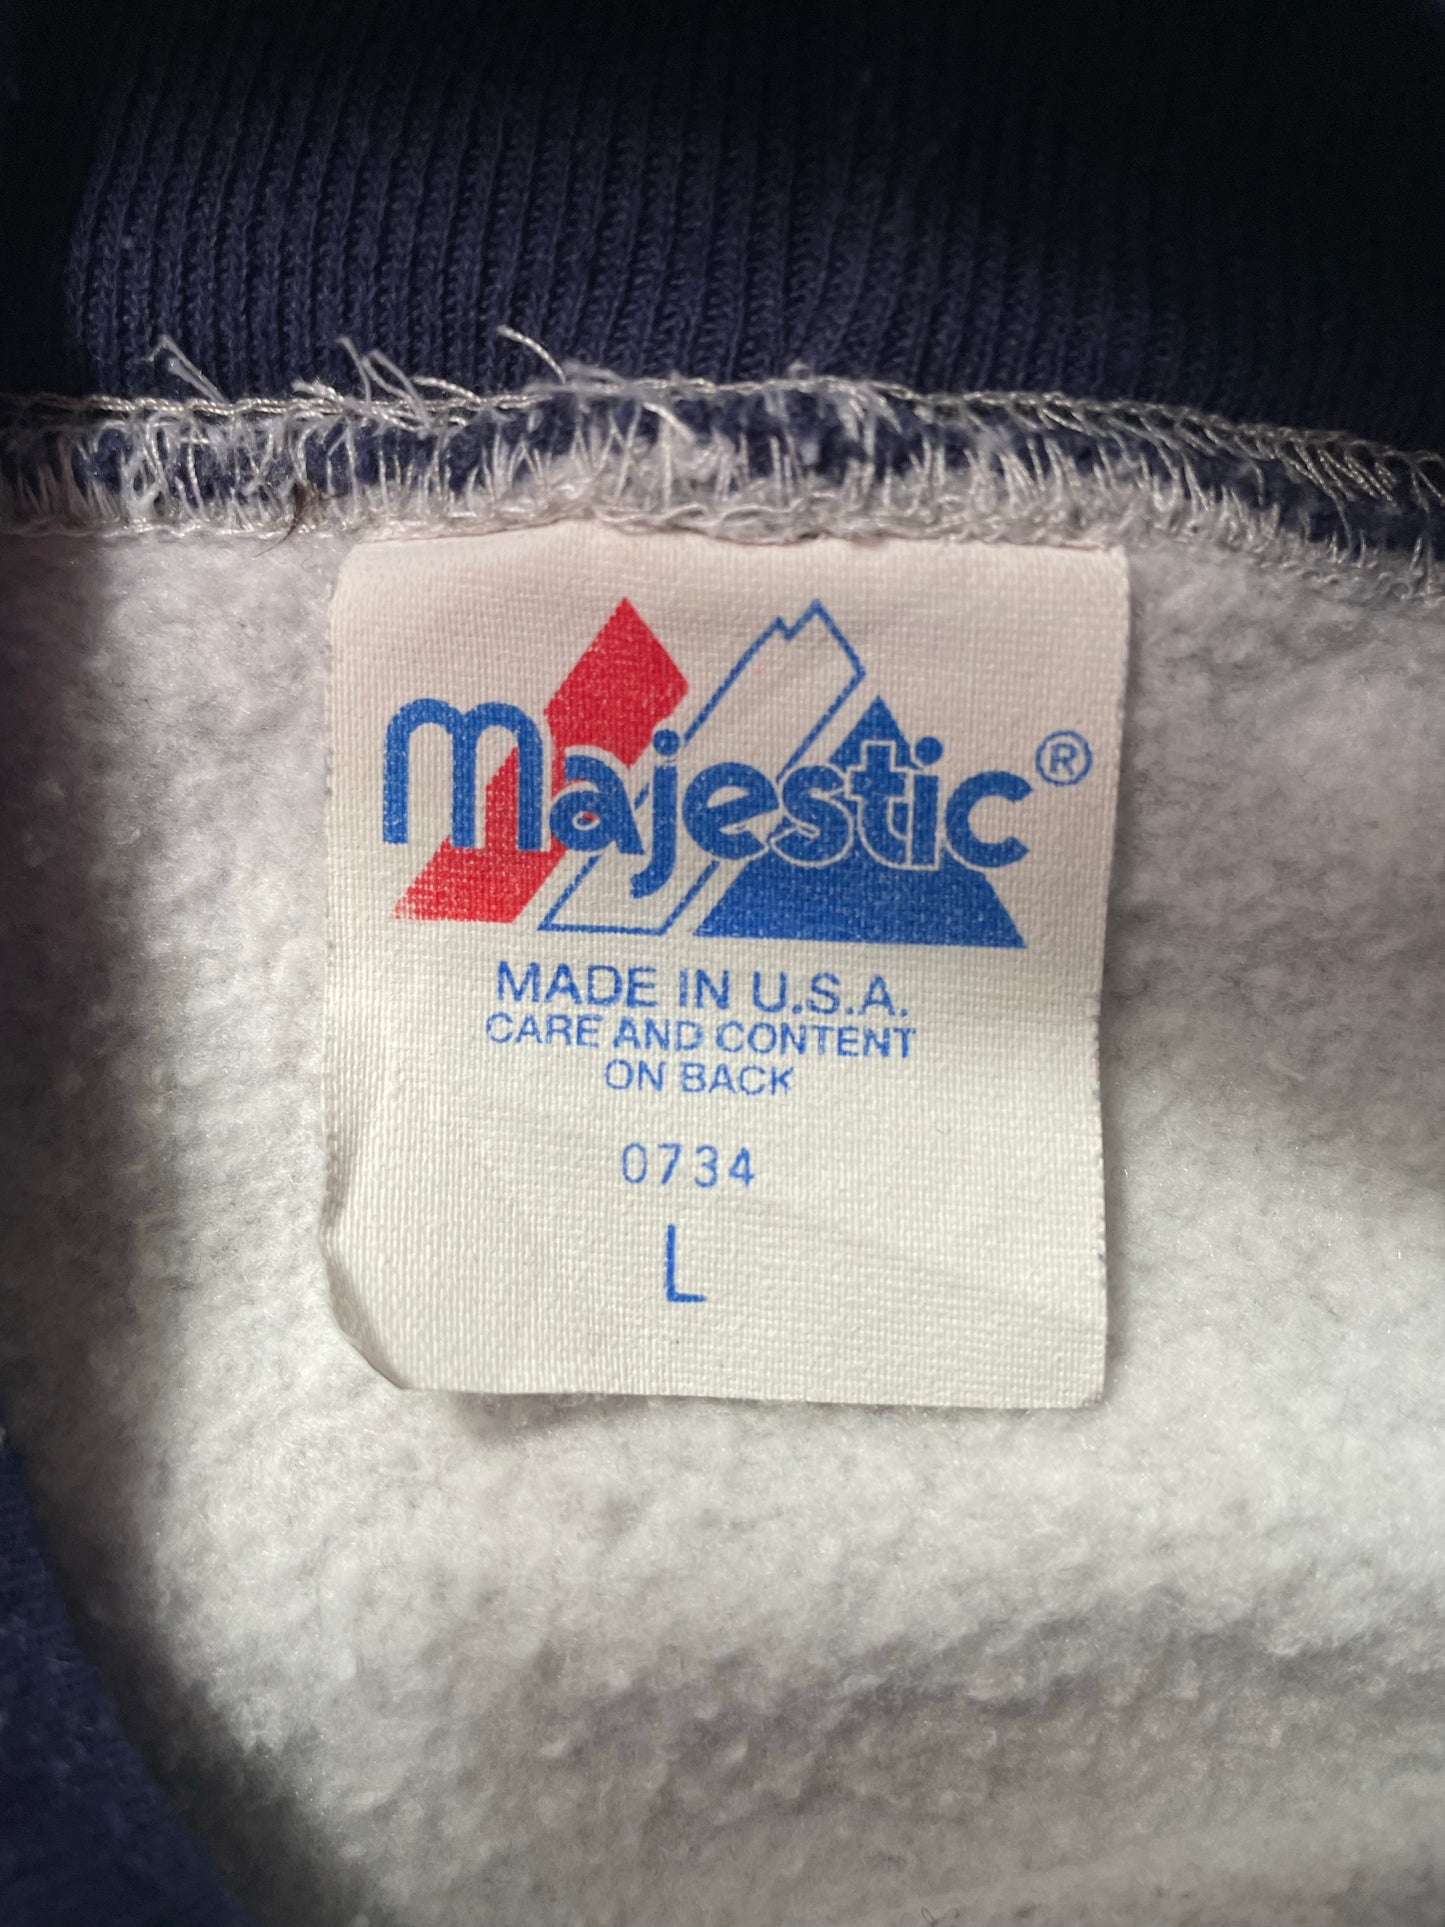 Majestic®
MADE IN U.S.A.
CARE AND CONTENT
ON BACK
0734
L